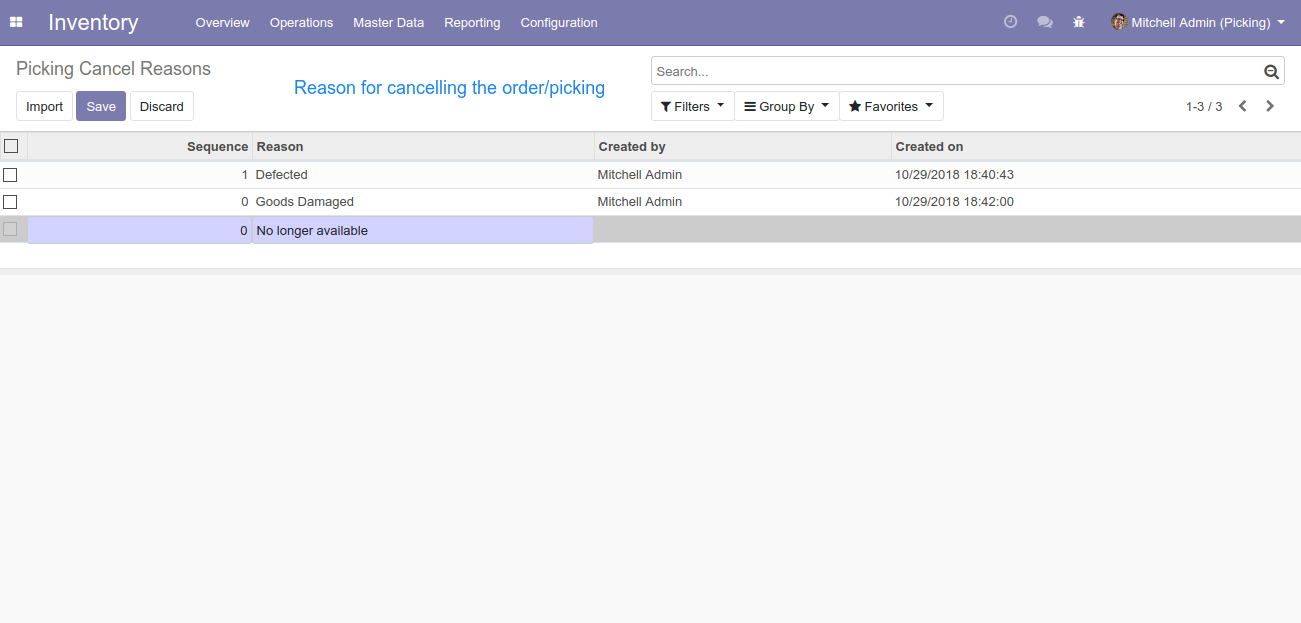 Inventory Overview Operations Master Data Reporting Configuration Mitchell Admin (Picking)
Picking Cancel Reasons
Reason for cancelling the order/picking
Search...
Import Save Discard
Filters Group By Favorites 1-3 / 3
Sequence Reason Created by Created on
1 Defected Mitchell Admin 10/29/2018 18:40:43
0 Goods Damaged Mitchell Admin 10/29/2018 18:42:00
0 No longer available